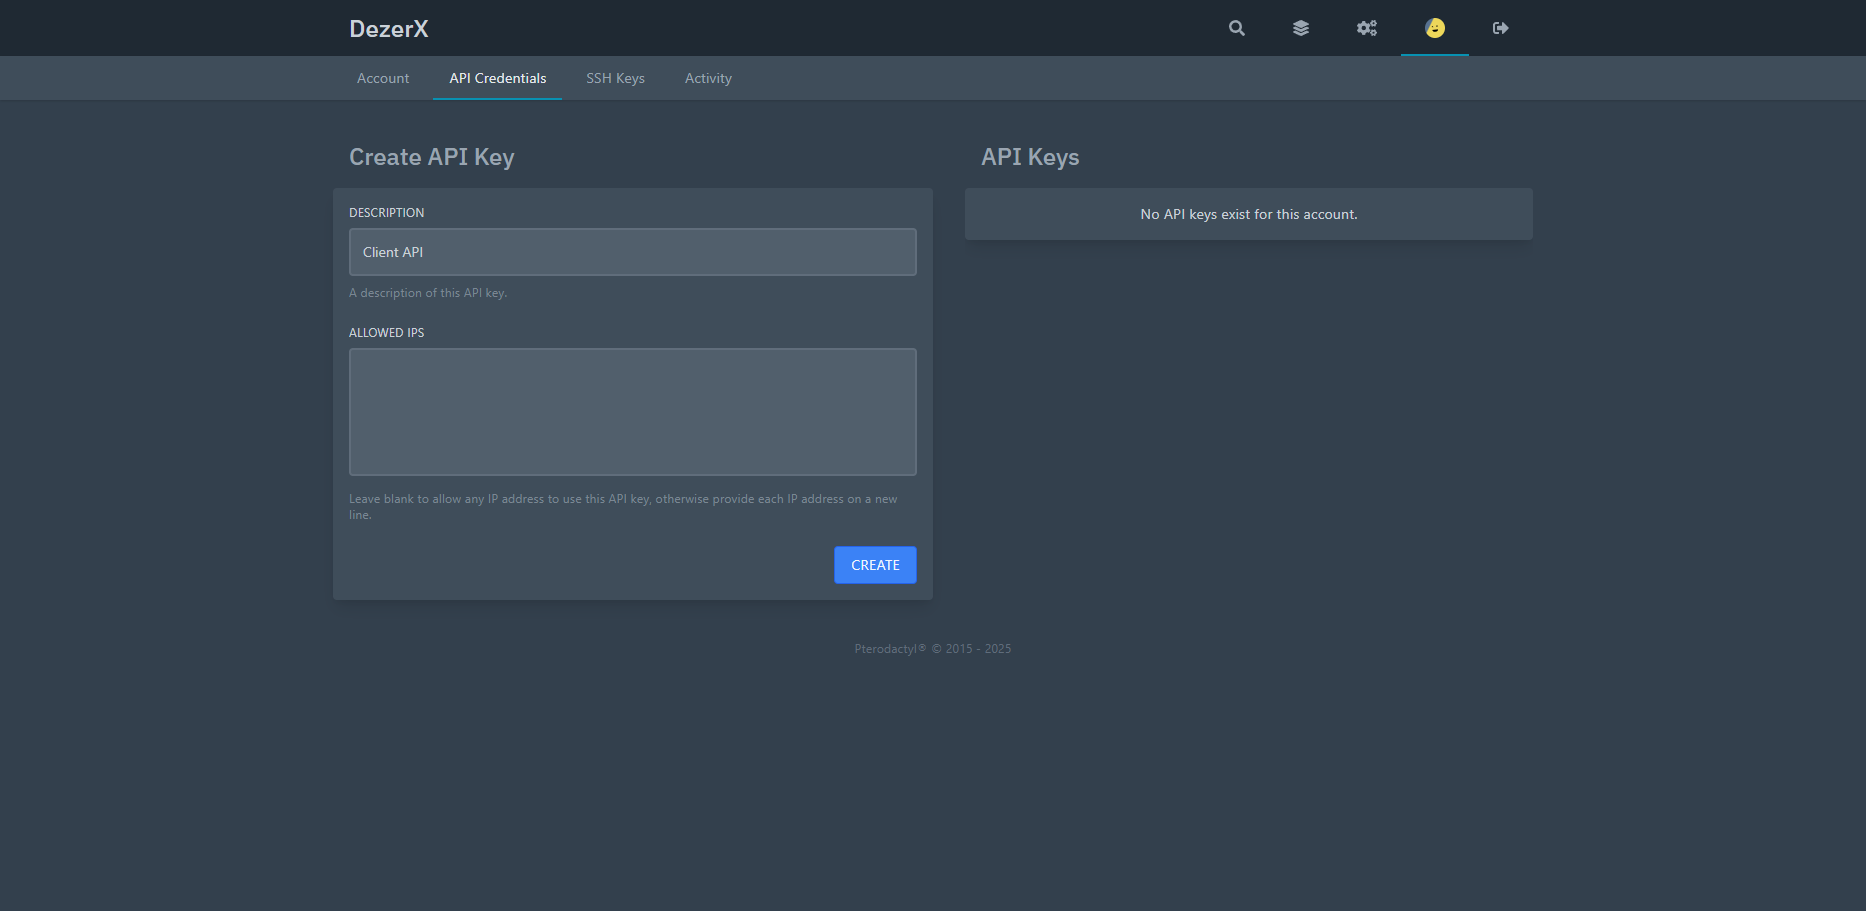 DezerX
Account
API Credentials
SSH Keys
Activity
Create API Key
DESCRIPTION
Client API
A description of this API key.
ALLOWED IPS
Leave blank to allow any IP address to use this API key, otherwise provide each IP address on a new
line.
CREATE
API Keys
No API keys exist for this account.
Pterodactyl® © 2015 - 2025